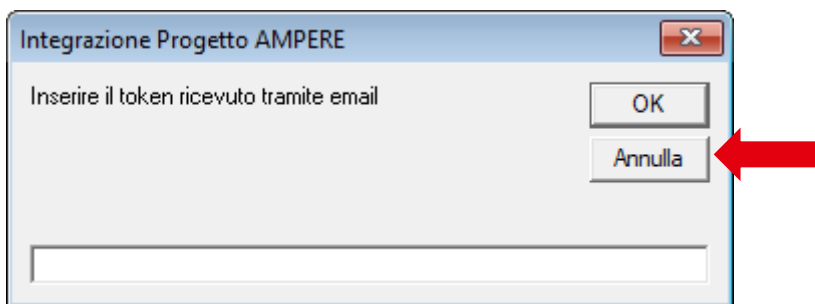 Integrazione Progetto AMPERE
Inserire il token ricevuto tramite email
OK
Annulla